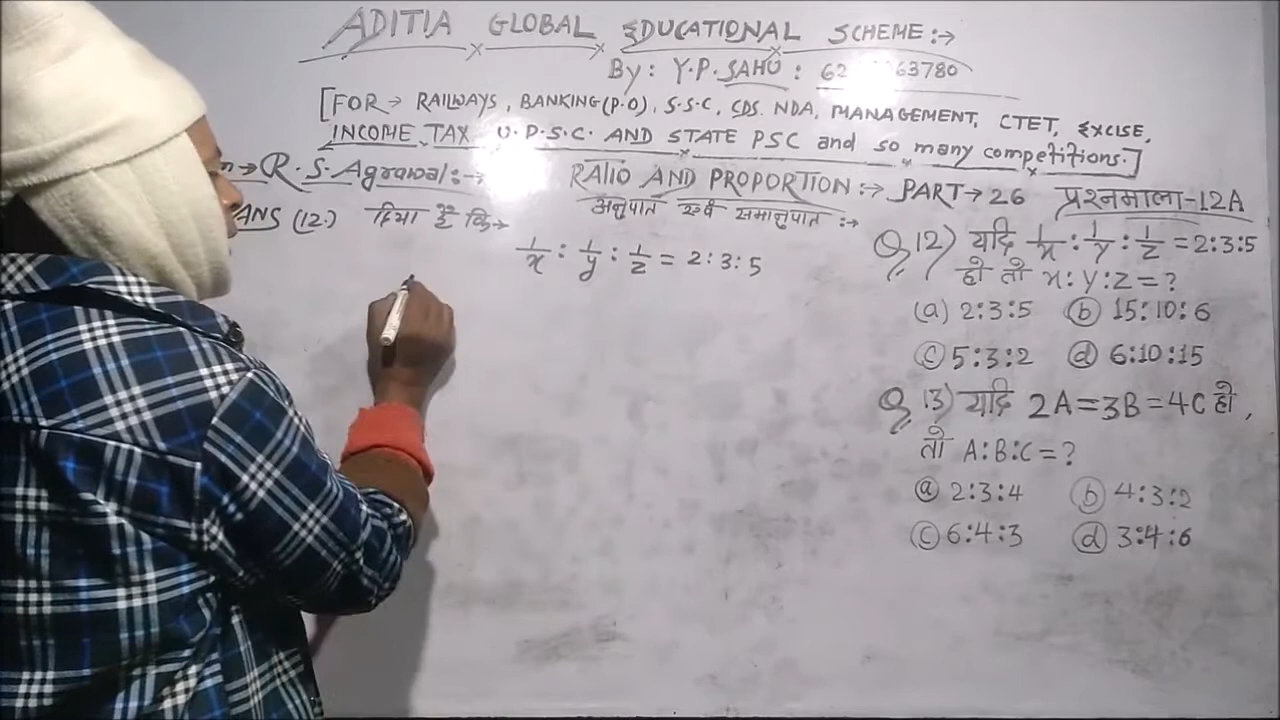 ADITIA GLOBAL EDUCATIONAL SCHEME:→
By: Y.P. SAHU: 62 63780
[FOR → RAILWAYS, BANKING(P.O), S.S.C, CDS. NDA, MANAGEMENT, CTET, EXCISE,
INCOME TAX U.P.S.C. AND STATE PSC and so many competitions.]
→ R.S. Agrawal:→ RATIO AND PROPORTION:→ PART→26 प्रश्नमाला-12A
अनुपात एवं समानुपात :→
ANS (12.) दिया है कि→
1/x : 1/y : 1/z = 2:3:5
Q. 12) यदि 1/x : 1/y : 1/z = 2:3:5
हो तो x:y:z=?
(a) 2:3:5 (b) 15:10:6
(c) 5:3:2 (d) 6:10:15
Q. 13) यदि 2A=3B=4C हो,
तो A:B:C=?
(a) 2:3:4 (b) 4:3:2
(c) 6:4:3 (d) 3:4:6